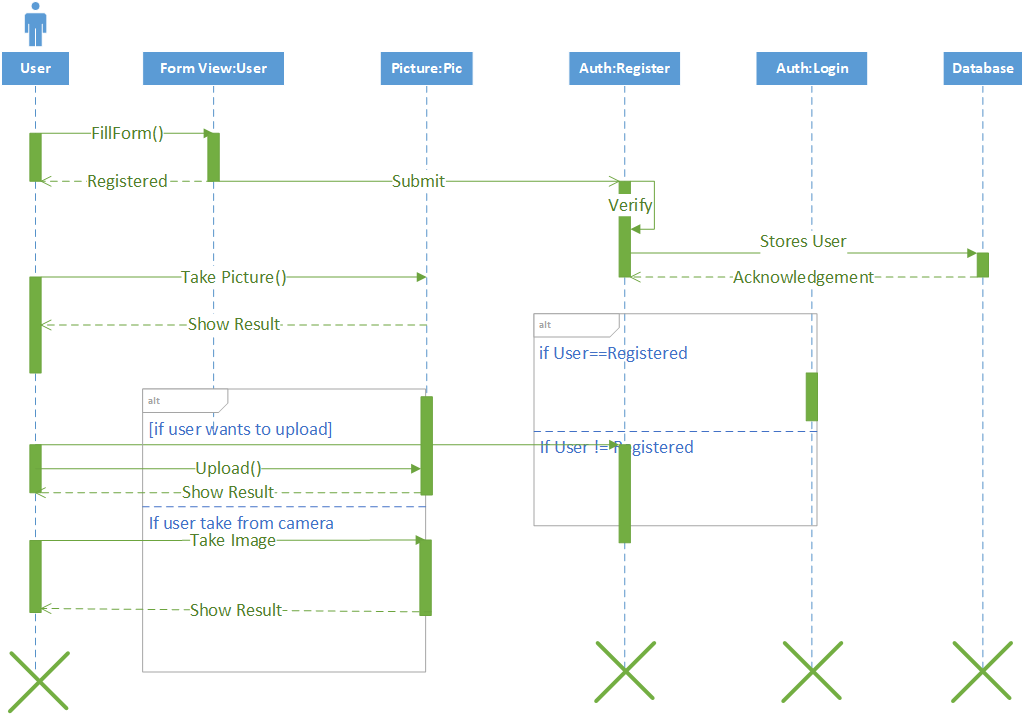 User
Form View:User
Picture:Pic
Auth:Register
Auth:Login
Database
FillForm()
Registered
Submit
Verify
Stores User
Take Picture()
Acknowledgement
Show Result
alt
if User==Registered
alt
[if user wants to upload]
If User != Registered
Upload()
Show Result
If user take from camera
Take Image
Show Result